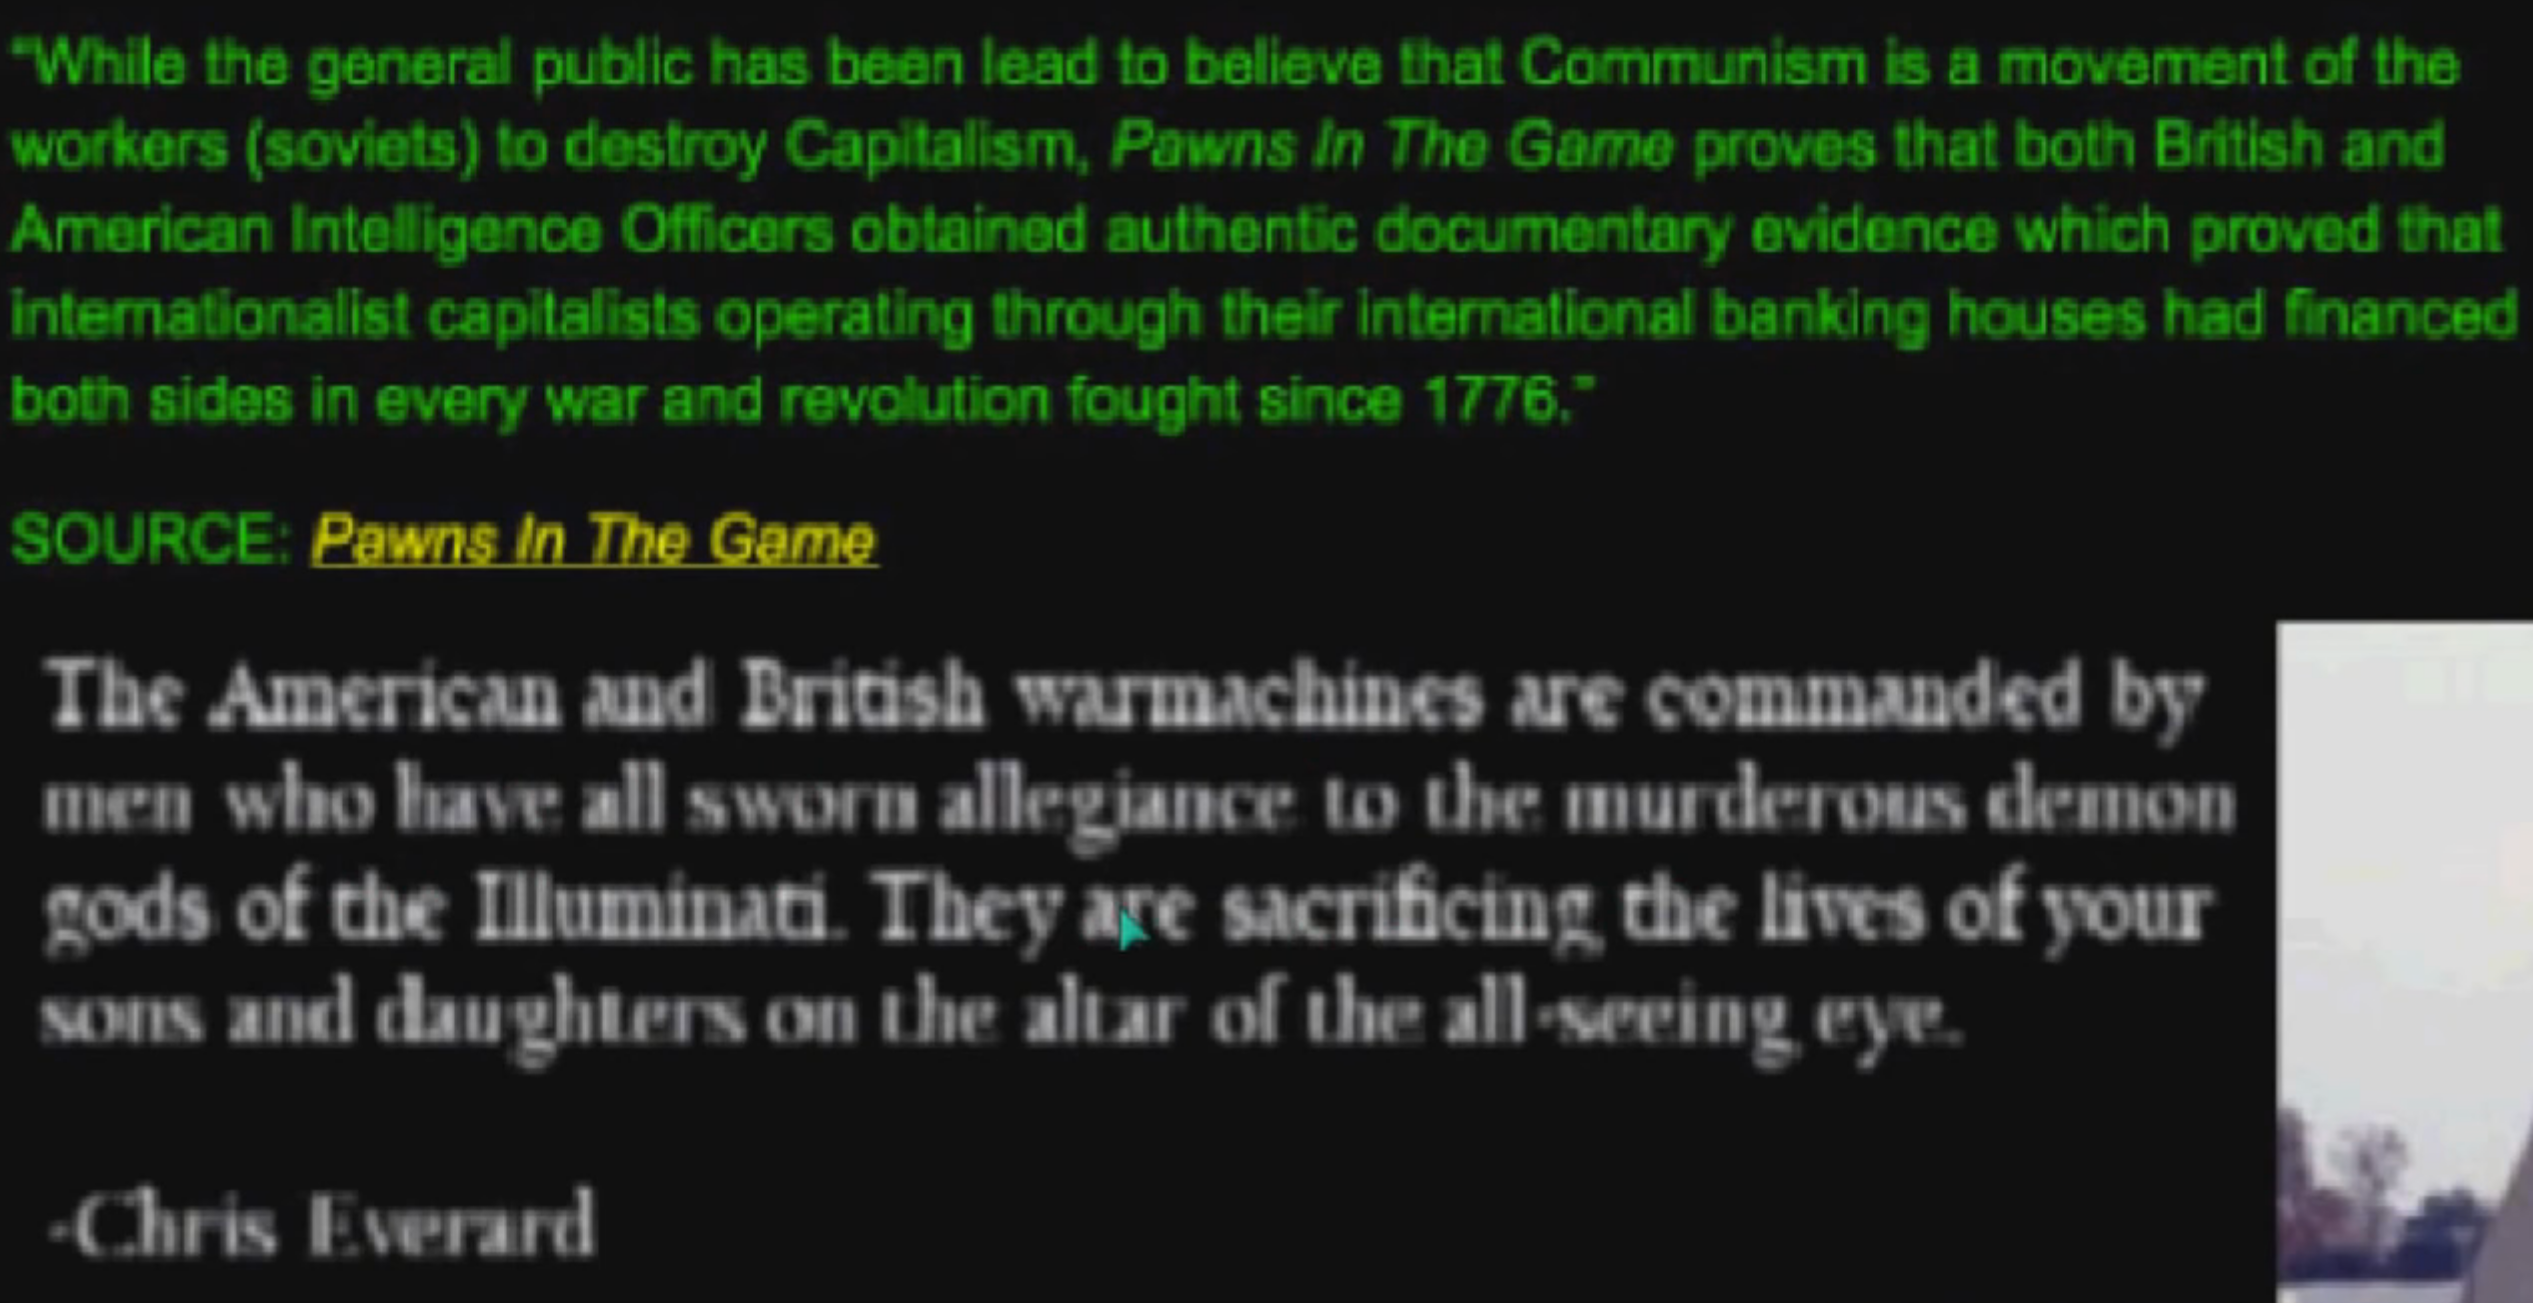 "While the general public has been lead to believe that Communism is a movement of the
workers (soviets) to destroy Capitalism, Pawns In The Game proves that both British and
American Intelligence Officers obtained authentic documentary evidence which proved that
internationalist capitalists operating through their international banking houses had financed
both sides in every war and revolution fought since 1776."
SOURCE: Pawns In The Game
The American and British warmachines are commanded by
men who have all sworn allegiance to the murderous demon
gods of the Illuminati. They are sacrificing the lives of your
sons and daughters on the altar of the all-seeing eye.
-Chris Everard